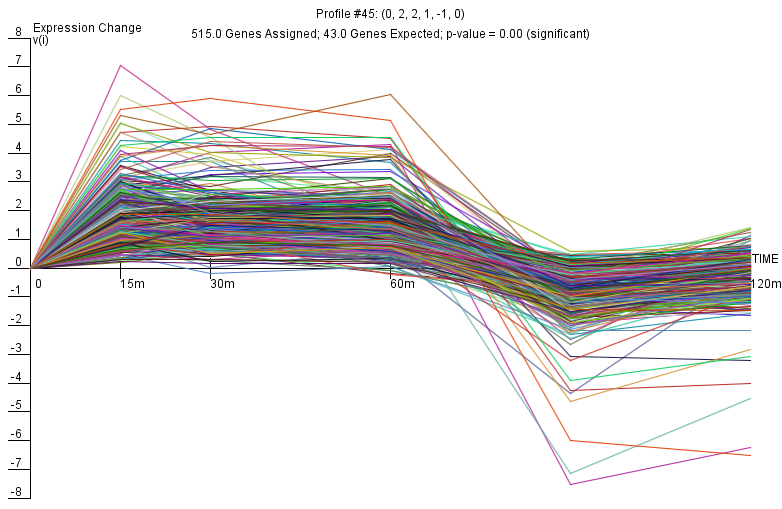 Profile #45: (0, 2, 2, 1, -1, 0)
Expression Change
v(i)
515.0 Genes Assigned; 43.0 Genes Expected; p-value = 0.00 (significant)
8
7
6
5
4
3
2
1
0
-1
-2
-3
-4
-5
-6
-7
-8
TIME
0
15m
30m
60m
120m